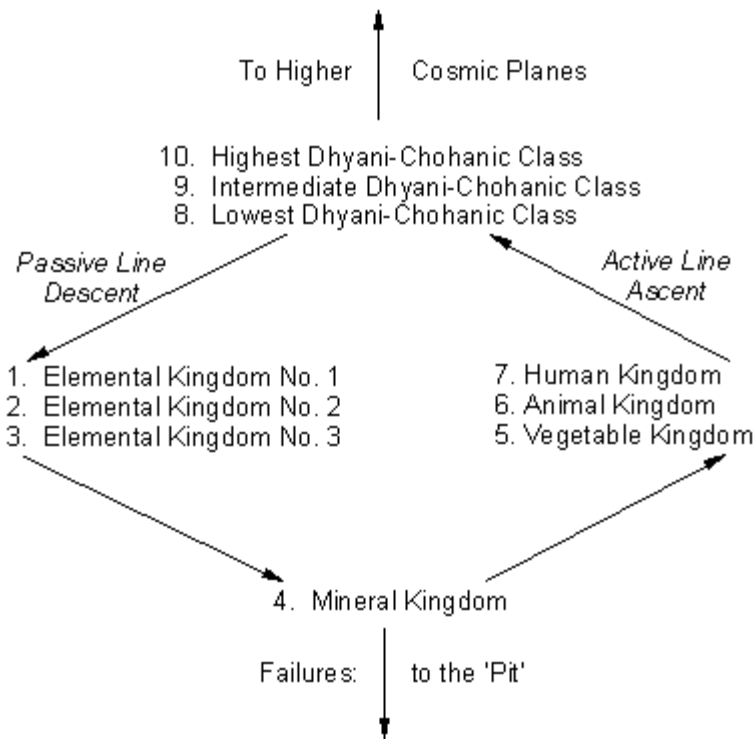 To Higher Cosmic Planes
10. Highest Dhyani-Chohanic Class
9. Intermediate Dhyani-Chohanic Class
8. Lowest Dhyani-Chohanic Class
Passive Line
Descent
Active Line
Ascent
1. Elemental Kingdom No. 1
2. Elemental Kingdom No. 2
3. Elemental Kingdom No. 3
7. Human Kingdom
6. Animal Kingdom
5. Vegetable Kingdom
4. Mineral Kingdom
Failures: to the 'Pit'